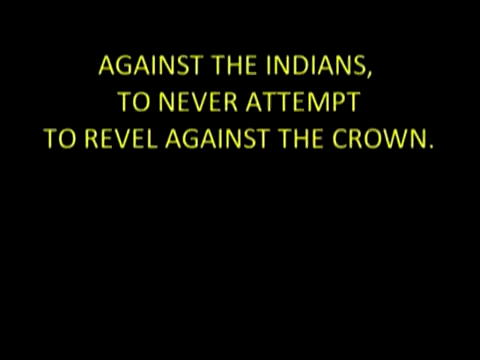 AGAINST THE INDIANS,
TO NEVER ATTEMPT
TO REVEL AGAINST THE CROWN.